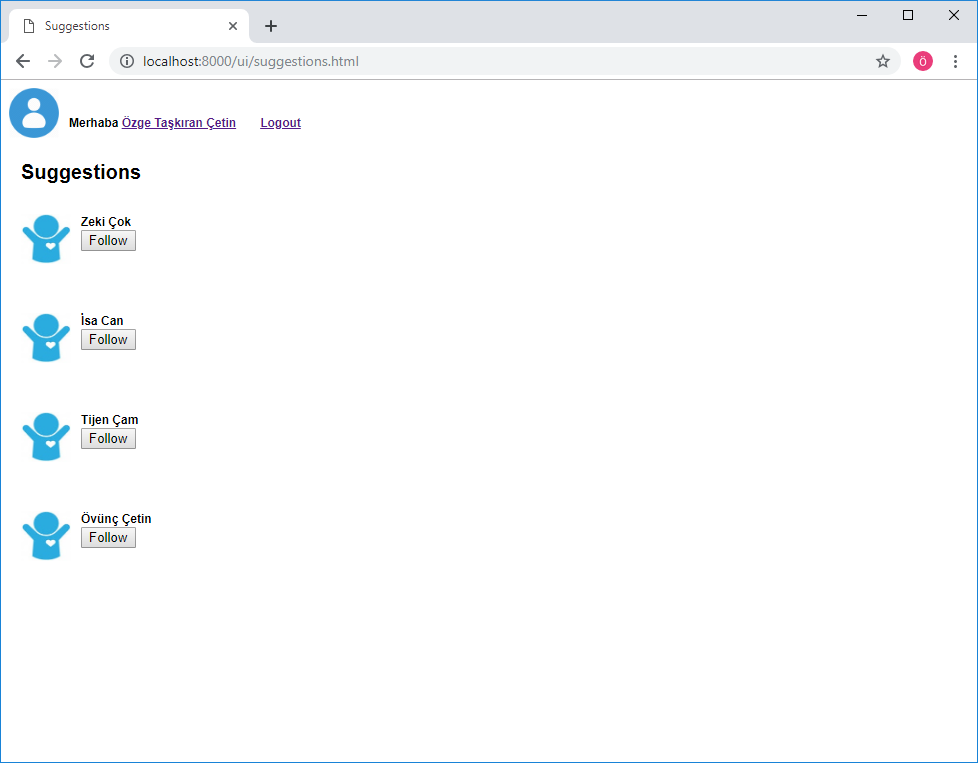 Suggestions
localhost:8000/ui/suggestions.html
Ö
Merhaba Özge Taşkıran Çetin Logout
Suggestions
Zeki Çok
Follow
İsa Can
Follow
Tijen Çam
Follow
Övünç Çetin
Follow